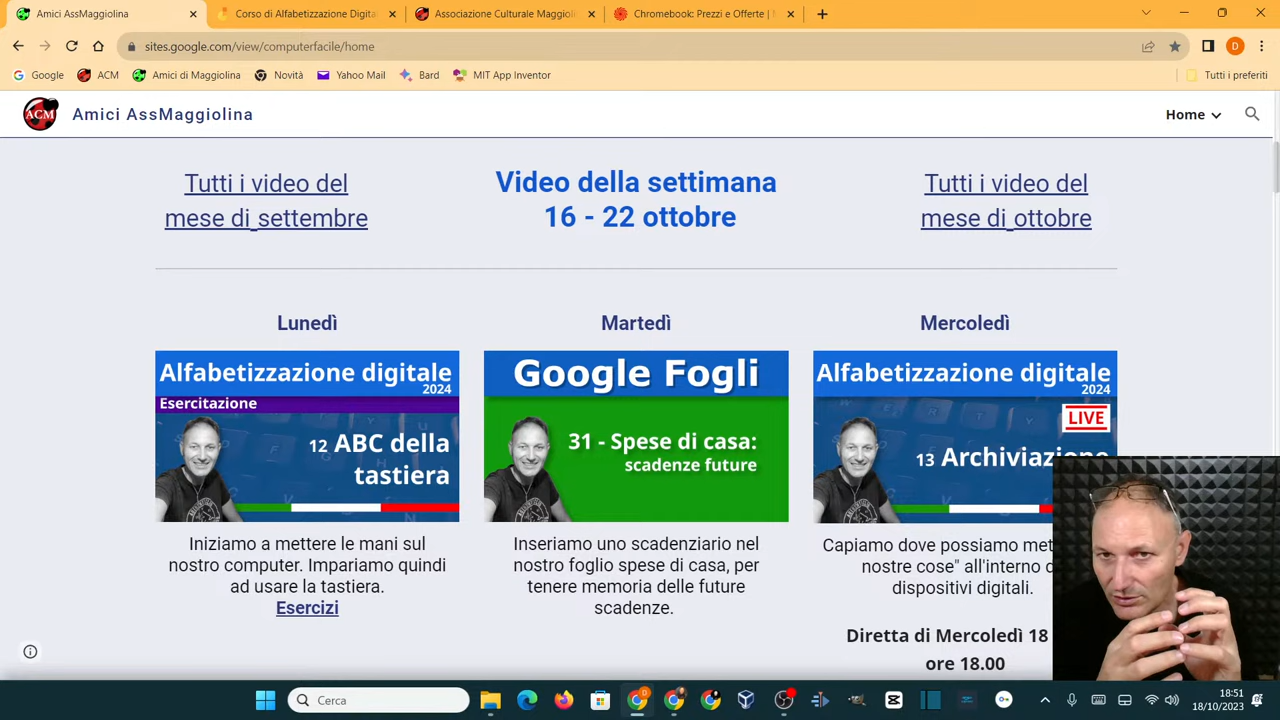 Amici AssMaggiolina
Corso di Alfabetizzazione Digita
Associazione Culturale Maggioli
Chromebook: Prezzi e Offerte | M
sites.google.com/view/computerfacile/home
D
Google
ACM
Amici di Maggiolina
Novità
Yahoo Mail
Bard
MIT App Inventor
Tutti i preferiti
ACM
Amici AssMaggiolina
Home
Tutti i video del
mese di settembre
Video della settimana
16 - 22 ottobre
Tutti i video del
mese di ottobre
Lunedì
Martedì
Mercoledì
Alfabetizzazione digitale
2024
Esercitazione
12 ABC della
tastiera
Google Fogli
31 - Spese di casa:
scadenze future
Alfabetizzazione digitale
2024
LIVE
13 Archiviazione
Iniziamo a mettere le mani sul
nostro computer. Impariamo quindi
ad usare la tastiera.
Esercizi
Inseriamo uno scadenziario nel
nostro foglio spese di casa, per
tenere memoria delle future
scadenze.
Capiamo dove possiamo met
nostre cose" all'interno d
dispositivi digitali.
Diretta di Mercoledì 18
ore 18.00
Cerca
18:51
18/10/2023